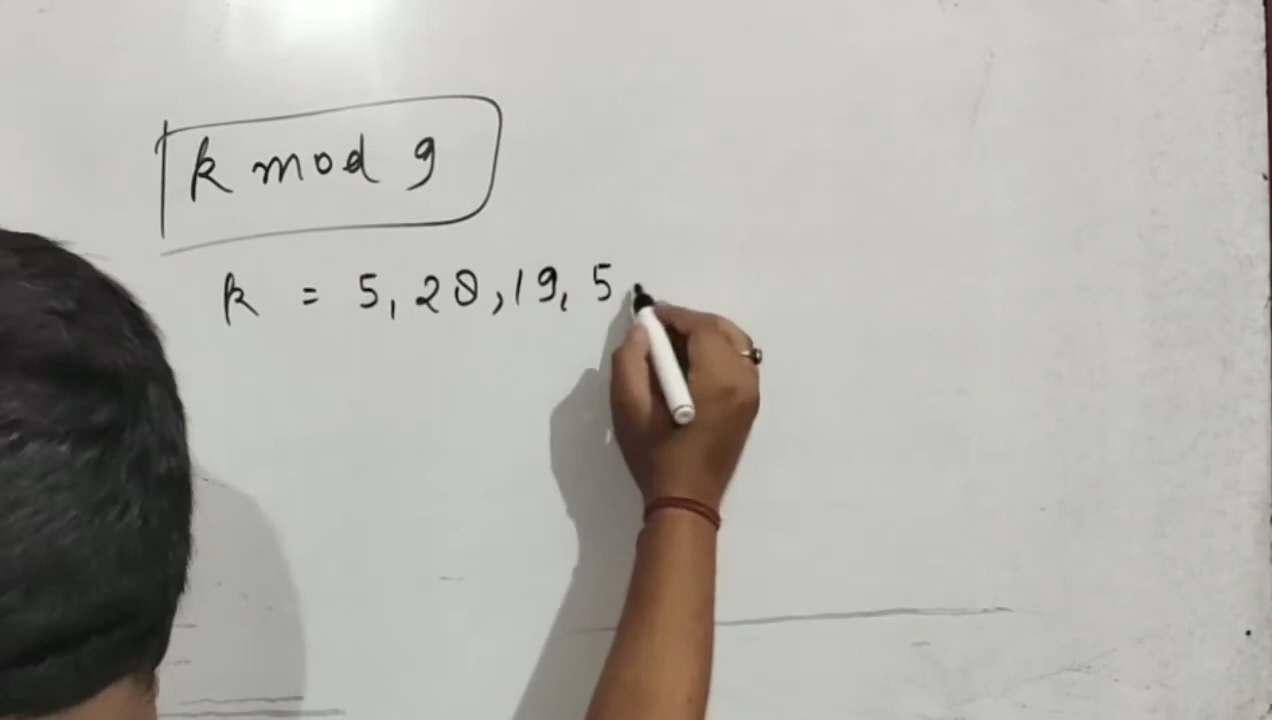 k mod 9
k = 5, 28, 19, 5